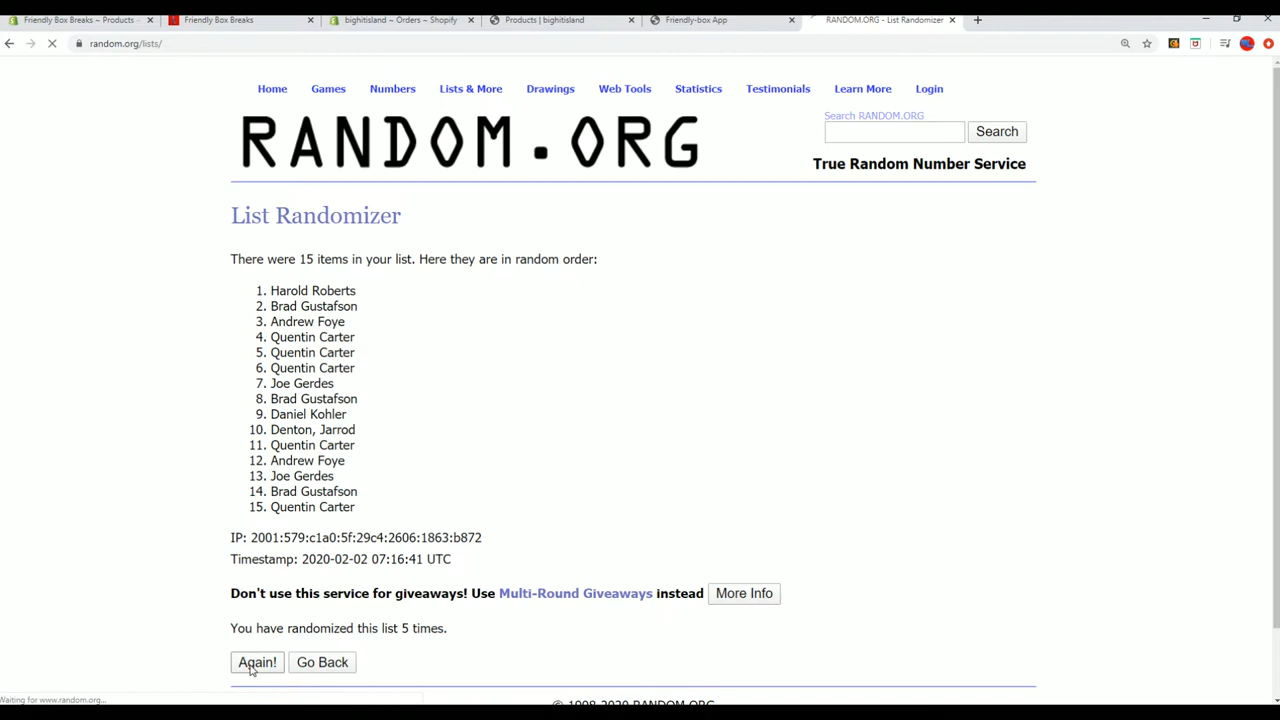 Friendly Box Breaks ~ Products - Friendly Box Breaks bighitisland ~ Orders ~ Shopify Products | bighitisland Friendly-box App RANDOM.ORG - List Randomizer
random.org/lists/
Home Games Numbers Lists & More Drawings Web Tools Statistics Testimonials Learn More Login
Search RANDOM.ORG
RANDOM.ORG
Search
True Random Number Service
List Randomizer
There were 15 items in your list. Here they are in random order:
1. Harold Roberts
2. Brad Gustafson
3. Andrew Foye
4. Quentin Carter
5. Quentin Carter
6. Quentin Carter
7. Joe Gerdes
8. Brad Gustafson
9. Daniel Kohler
10. Denton, Jarrod
11. Quentin Carter
12. Andrew Foye
13. Joe Gerdes
14. Brad Gustafson
15. Quentin Carter
IP: 2001:579:c1a0:5f:29c4:2606:1863:b872
Timestamp: 2020-02-02 07:16:41 UTC
Don't use this service for giveaways! Use Multi-Round Giveaways instead More Info
You have randomized this list 5 times.
Again! Go Back
Waiting for www.random.org...
© 1998-2020 RANDOM.ORG